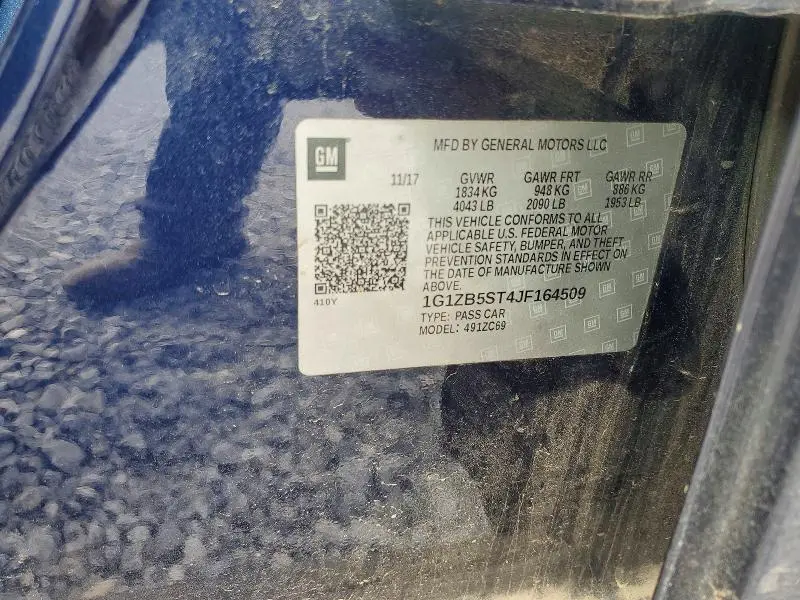 GM
MFD BY GENERAL MOTORS LLC
11/17 GVWR GAWR FRT GAWR RR
1834 KG 948 KG 886 KG
4043 LB 2090 LB 1953 LB
THIS VEHICLE CONFORMS TO ALL
APPLICABLE U.S. FEDERAL MOTOR
VEHICLE SAFETY, BUMPER, AND THEFT
PREVENTION STANDARDS IN EFFECT ON
THE DATE OF MANUFACTURE SHOWN
ABOVE.
410Y
1G1ZB5ST4JF164509
TYPE: PASS CAR
MODEL: 491ZC69